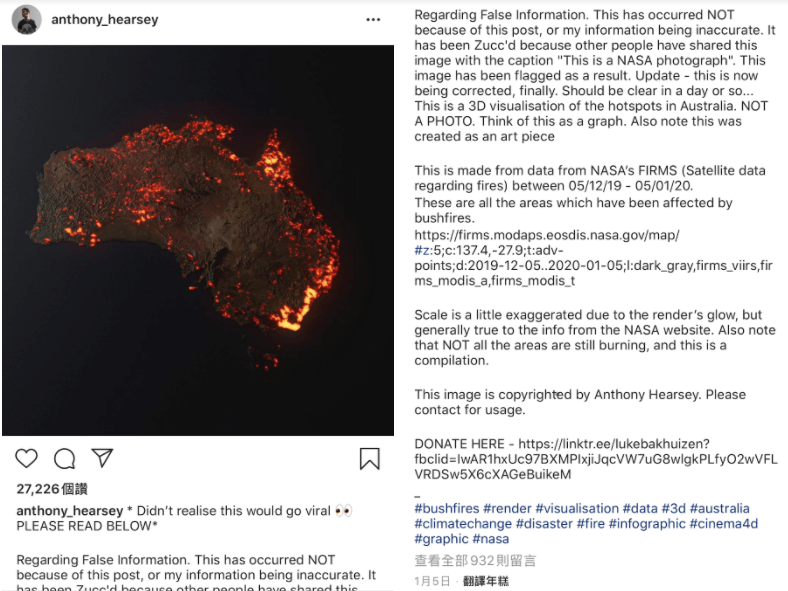 anthony_hearsey
27,226個讚
anthony_hearsey * Didn't realise this would go viral 👀
PLEASE READ BELOW*
Regarding False Information. This has occurred NOT
because of this post, or my information being inaccurate. It
has been Zucc'd because other people have shared this
Regarding False Information. This has occurred NOT
because of this post, or my information being inaccurate. It
has been Zucc'd because other people have shared this
image with the caption "This is a NASA photograph". This
image has been flagged as a result. Update - this is now
being corrected, finally. Should be clear in a day or so...
This is a 3D visualisation of the hotspots in Australia. NOT
A PHOTO. Think of this as a graph. Also note this was
created as an art piece
This is made from data from NASA's FIRMS (Satellite data
regarding fires) between 05/12/19 - 05/01/20.
These are all the areas which have been affected by
bushfires.
https://firms.modaps.eosdis.nasa.gov/map/
#z:5;c:137.4,-27.9;t:adv-
points;d:2019-12-05..2020-01-05;l:dark_gray,firms_viirs,fir
ms_modis_a,firms_modis_t
Scale is a little exaggerated due to the render's glow, but
generally true to the info from the NASA website. Also note
that NOT all the areas are still burning, and this is a
compilation.
This image is copyrighted by Anthony Hearsey. Please
contact for usage.
DONATE HERE - https://linktr.ee/lukebakhuizen?
fbclid=IwAR1hxUc97BXMPlxjiJqcVW7uG8wlgkPLfyO2wVFL
VRDSw5X6cXAGeBuikeM
_
#bushfires #render #visualisation #data #3d #australia
#climatechange #disaster #fire #infographic #cinema4d
#graphic #nasa
查看全部932則留言
1月5日 · 翻譯年糕